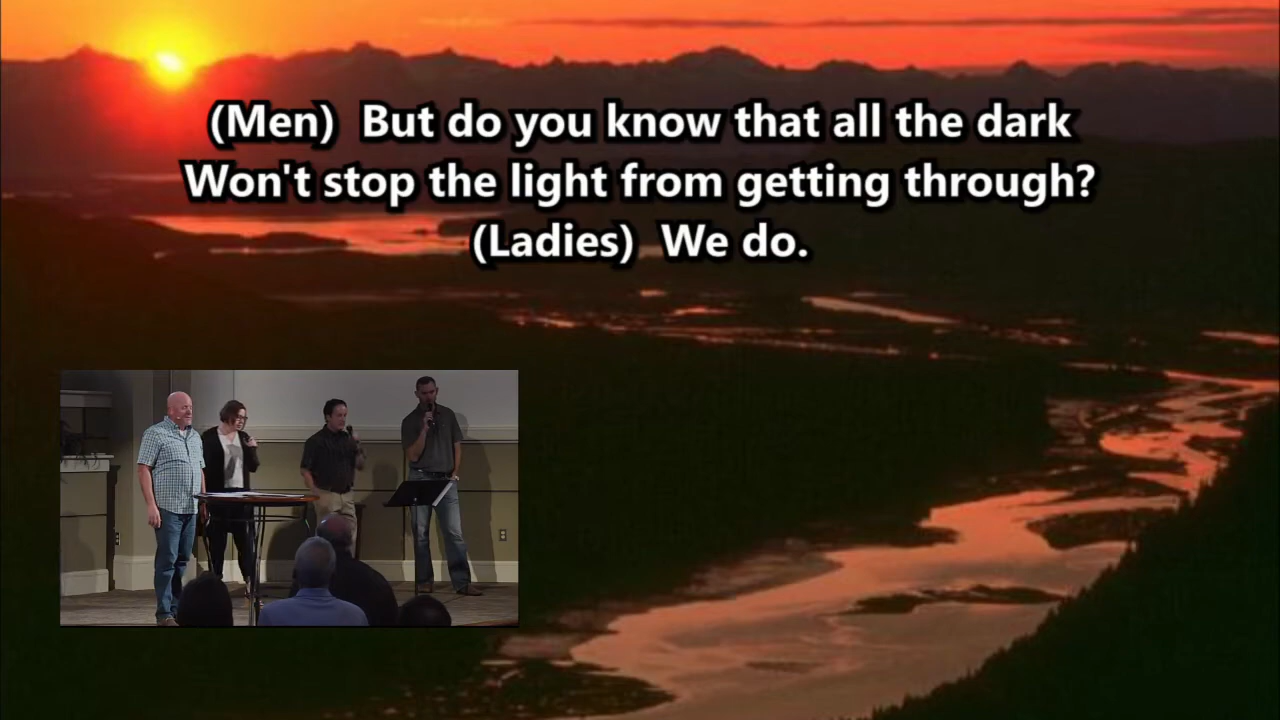 (Men) But do you know that all the dark
Won't stop the light from getting through?
(Ladies) We do.